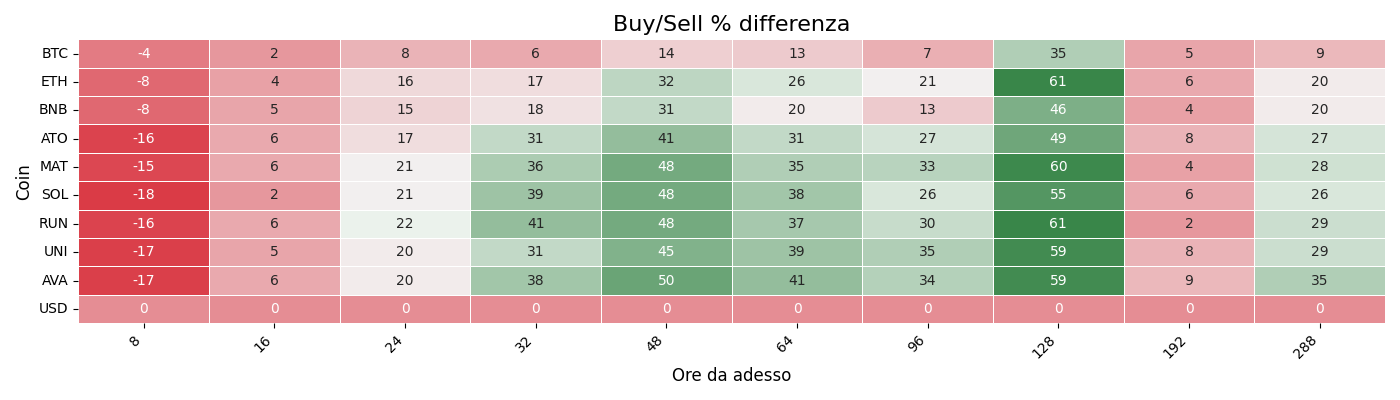 Buy/Sell % differenza
Coin
BTC -4 2 8 6 14 13 7 35 5 9
ETH -8 4 16 17 32 26 21 61 6 20
BNB -8 5 15 18 31 20 13 46 4 20
ATO -16 6 17 31 41 31 27 49 8 27
MAT -15 6 21 36 48 35 33 60 4 28
SOL -18 2 21 39 48 38 26 55 6 26
RUN -16 6 22 41 48 37 30 61 2 29
UNI -17 5 20 31 45 39 35 59 8 29
AVA -17 6 20 38 50 41 34 59 9 35
USD 0 0 0 0 0 0 0 0 0 0
8 16 24 32 48 64 96 128 192 288
Ore da adesso